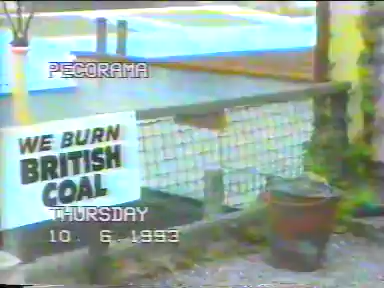 PECORAMA
WE BURN
BRITISH
COAL
THURSDAY
10. 6.1993